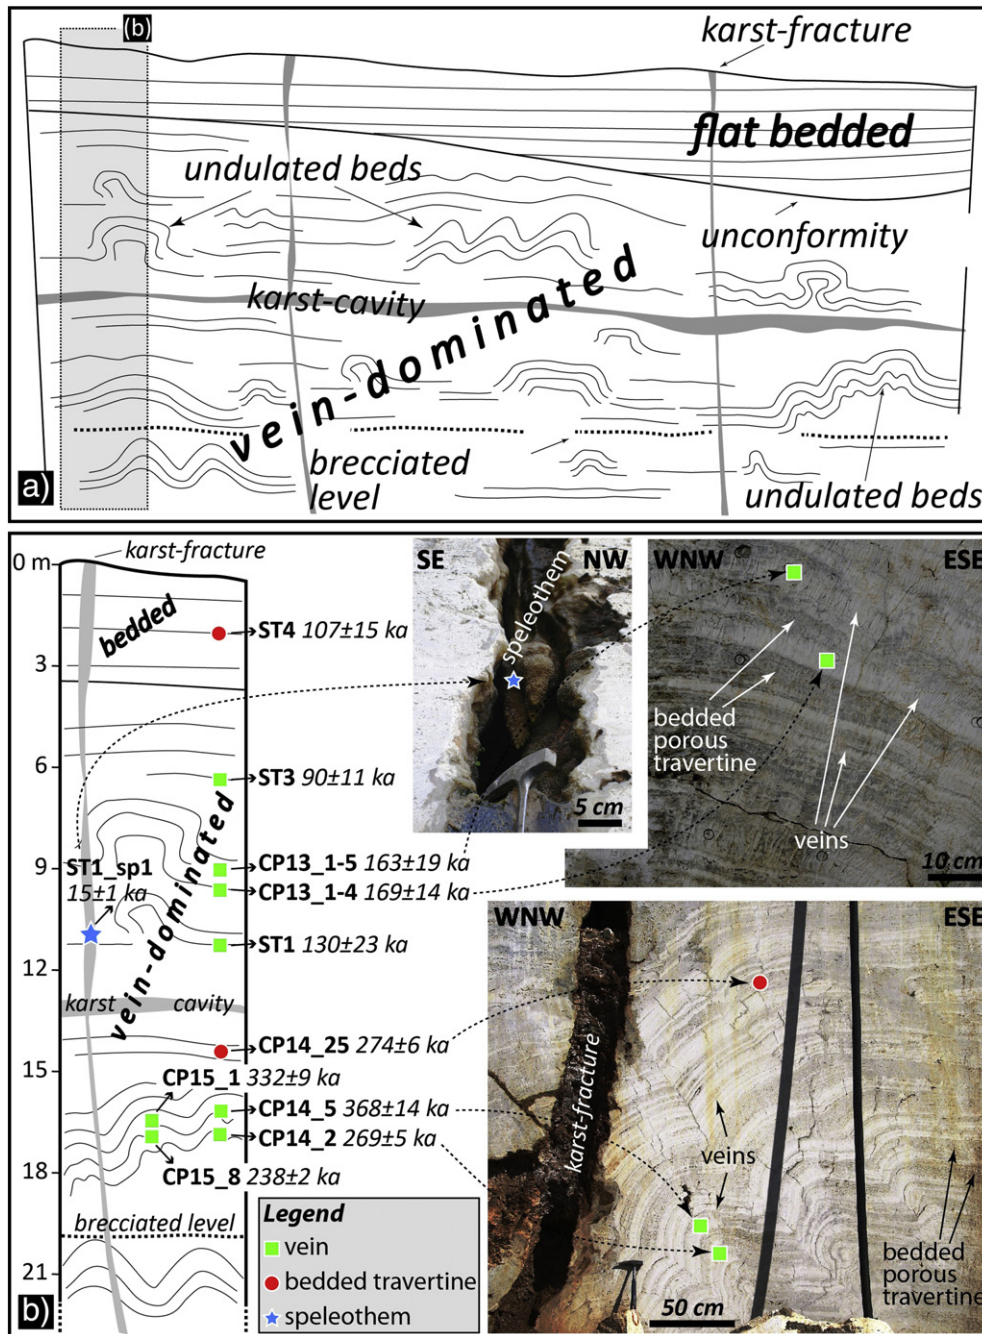 (b)
karst-fracture
flat bedded
undulated beds
unconformity
karst-cavity
vein-dominated
brecciated
level
undulated beds
a)
0 m
karst-fracture
bedded
ST4 107±15 ka
3
6
ST3 90±11 ka
vein-dominated
9
CP13_1-5 163±19 ka
ST1_sp1
15±1 ka
CP13_1-4 169±14 ka
ST1 130±23 ka
12
karst cavity
CP14_25 274±6 ka
15
CP15_1 332±9 ka
CP14_5 368±14 ka
CP14_2 269±5 ka
18
CP15_8 238±2 ka
brecciated level
21
b)
Legend
vein
bedded travertine
speleothem
SE
NW
speleothem
5 cm
WNW
ESE
bedded
porous
travertine
veins
10 cm
WNW
ESE
karst-fracture
veins
bedded
porous
travertine
50 cm